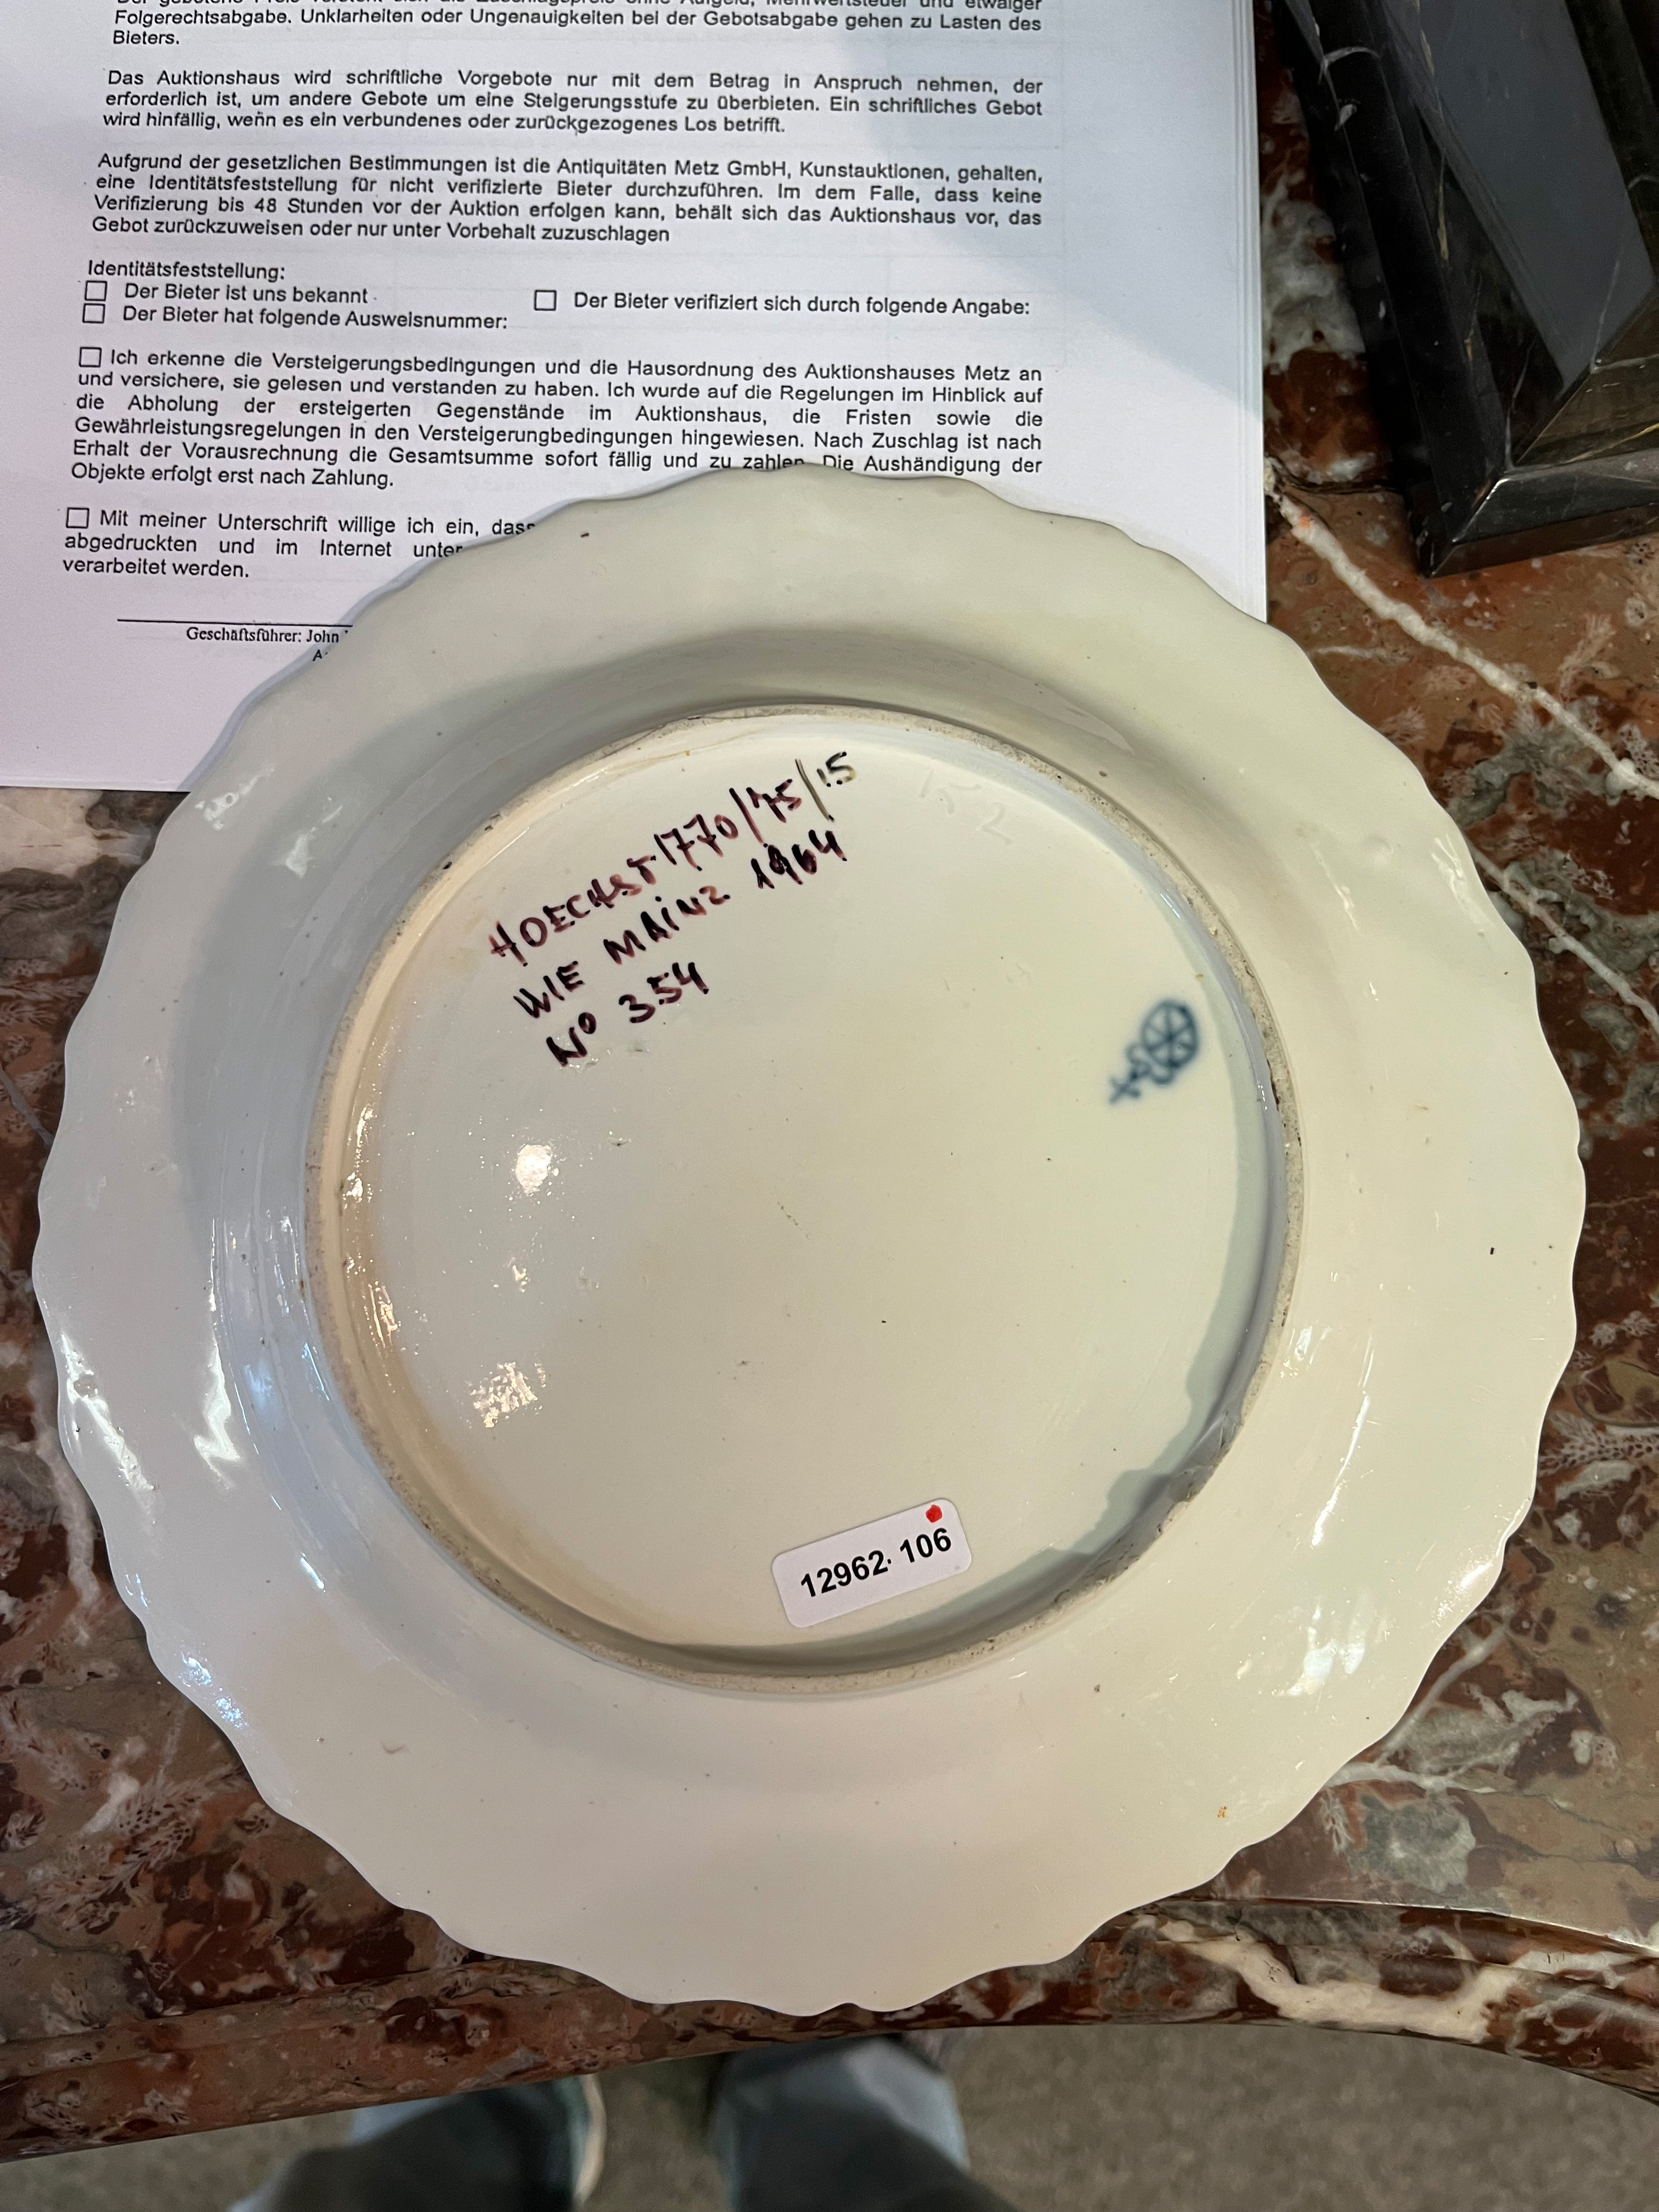 Folgerechtsabgabe. Unklarheiten oder Ungenauigkeiten bei der Gebotsabgabe gehen zu Lasten des
Bieters.
Das Auktionshaus wird schriftliche Vorgebote nur mit dem Betrag in Anspruch nehmen, der
erforderlich ist, um andere Gebote um eine Steigerungsstufe zu überbieten. Ein schriftliches Gebot
wird hinfällig, wenn es ein verbundenes oder zurückgezogenes Los betrifft.
Aufgrund der gesetzlichen Bestimmungen ist die Antiquitäten Metz GmbH, Kunstauktionen, gehalten,
eine Identitätsfeststellung für nicht verifizierte Bieter durchzuführen. Im dem Falle, dass keine
Verifizierung bis 48 Stunden vor der Auktion erfolgen kann, behält sich das Auktionshaus vor, das
Gebot zurückzuweisen oder nur unter Vorbehalt zuzuschlagen
Identitätsfeststellung:
Der Bieter ist uns bekannt
Der Bieter verifiziert sich durch folgende Angabe:
Der Bieter hat folgende Ausweisnummer:
Ich erkenne die Versteigerungsbedingungen und die Hausordnung des Auktionshauses Metz an
und versichere, sie gelesen und verstanden zu haben. Ich wurde auf die Regelungen im Hinblick auf
die Abholung der ersteigerten Gegenstände im Auktionshaus, die Fristen sowie die
Gewährleistungsregelungen in den Versteigerungbedingungen hingewiesen. Nach Zuschlag ist nach
Erhalt der Vorausrechnung die Gesamtsumme sofort fällig und zu zahlen. Die Aushändigung der
Objekte erfolgt erst nach Zahlung.
Mit meiner Unterschrift willige ich ein, dass
abgedruckten und im Internet unter
verarbeitet werden.
Geschäftsführer: John
HOECHST 1770/75/15
WIE MAINZ 1964
Nº 354
12962. 106